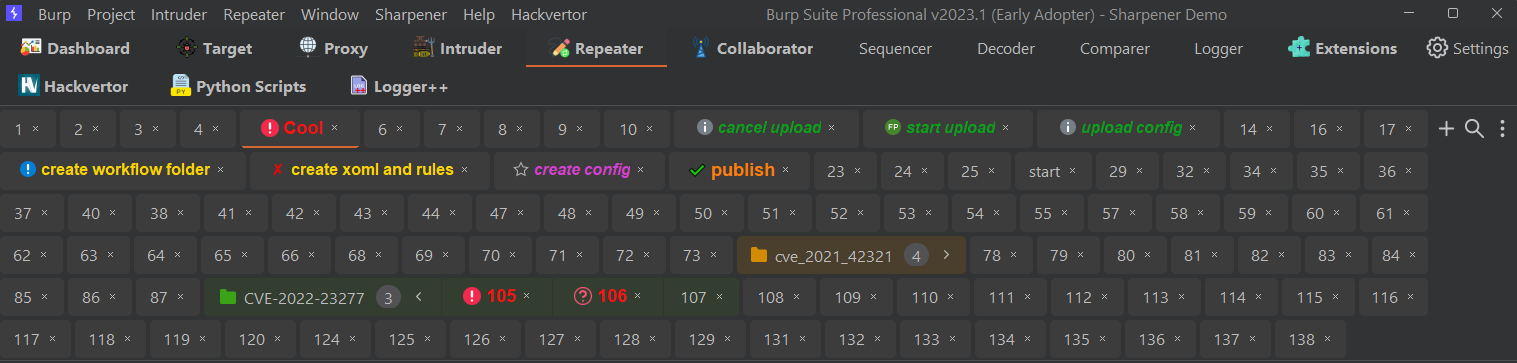 Burp Project Intruder Repeater Window Sharpener Help Hackvertor Burp Suite Professional v2023.1 (Early Adopter) - Sharpener Demo
Dashboard Target Proxy Intruder Repeater Collaborator Sequencer Decoder Comparer Logger Extensions Settings
Hackvertor Python Scripts Logger++
1 × 2 × 3 × 4 × Cool × 6 × 7 × 8 × 9 × 10 × cancel upload × FP start upload × upload config × 14 × 16 × 17 ×
create workflow folder × create xoml and rules × create config × publish × 23 × 24 × 25 × start × 29 × 32 × 34 × 35 × 36 ×
37 × 40 × 38 × 41 × 42 × 43 × 44 × 47 × 48 × 49 × 50 × 51 × 52 × 53 × 54 × 55 × 57 × 58 × 59 × 60 × 61 ×
62 × 63 × 64 × 65 × 66 × 68 × 69 × 70 × 71 × 72 × 73 × cve_2021_42321 4 > 78 × 79 × 80 × 81 × 82 × 83 × 84 ×
85 × 86 × 87 × CVE-2022-23277 3 < 105 × 106 × 107 × 108 × 109 × 110 × 111 × 112 × 113 × 114 × 115 × 116 ×
117 × 118 × 119 × 120 × 124 × 125 × 126 × 127 × 128 × 129 × 131 × 132 × 133 × 134 × 135 × 136 × 137 × 138 ×